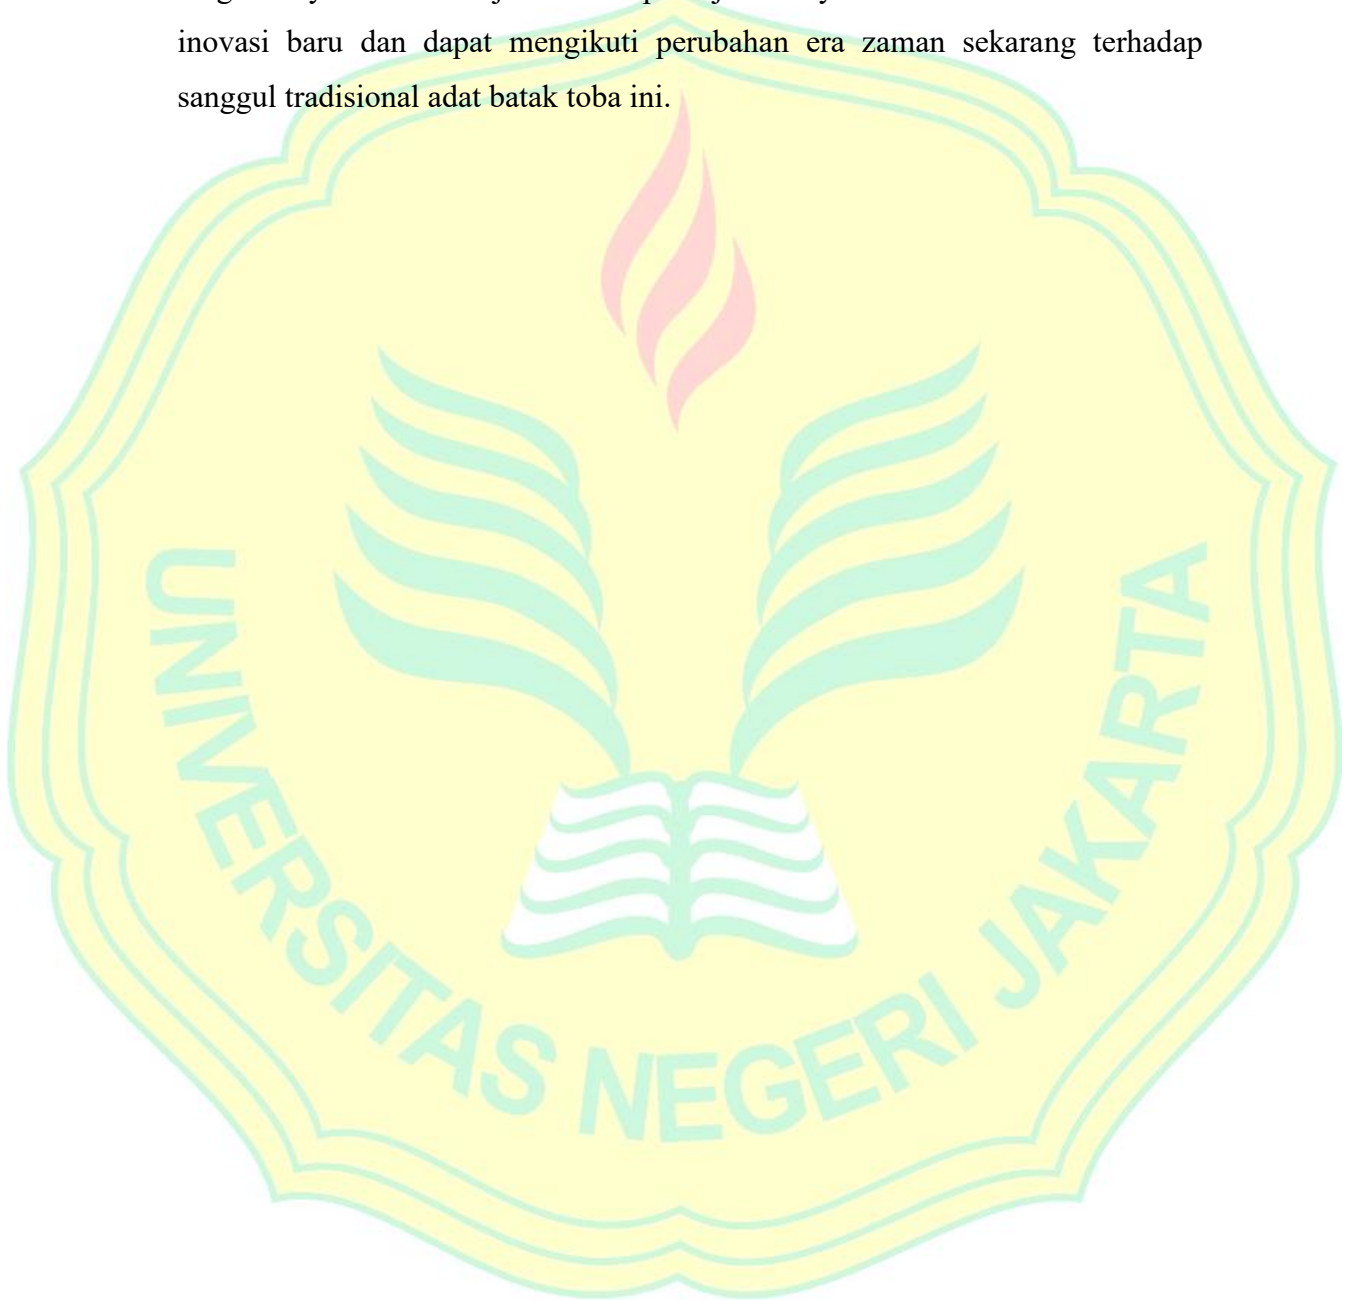 inovasi baru dan dapat mengikuti perubahan era zaman sekarang terhadap
sanggul tradisional adat batak toba ini.
UNIVERSITAS NEGERI JAKARTA